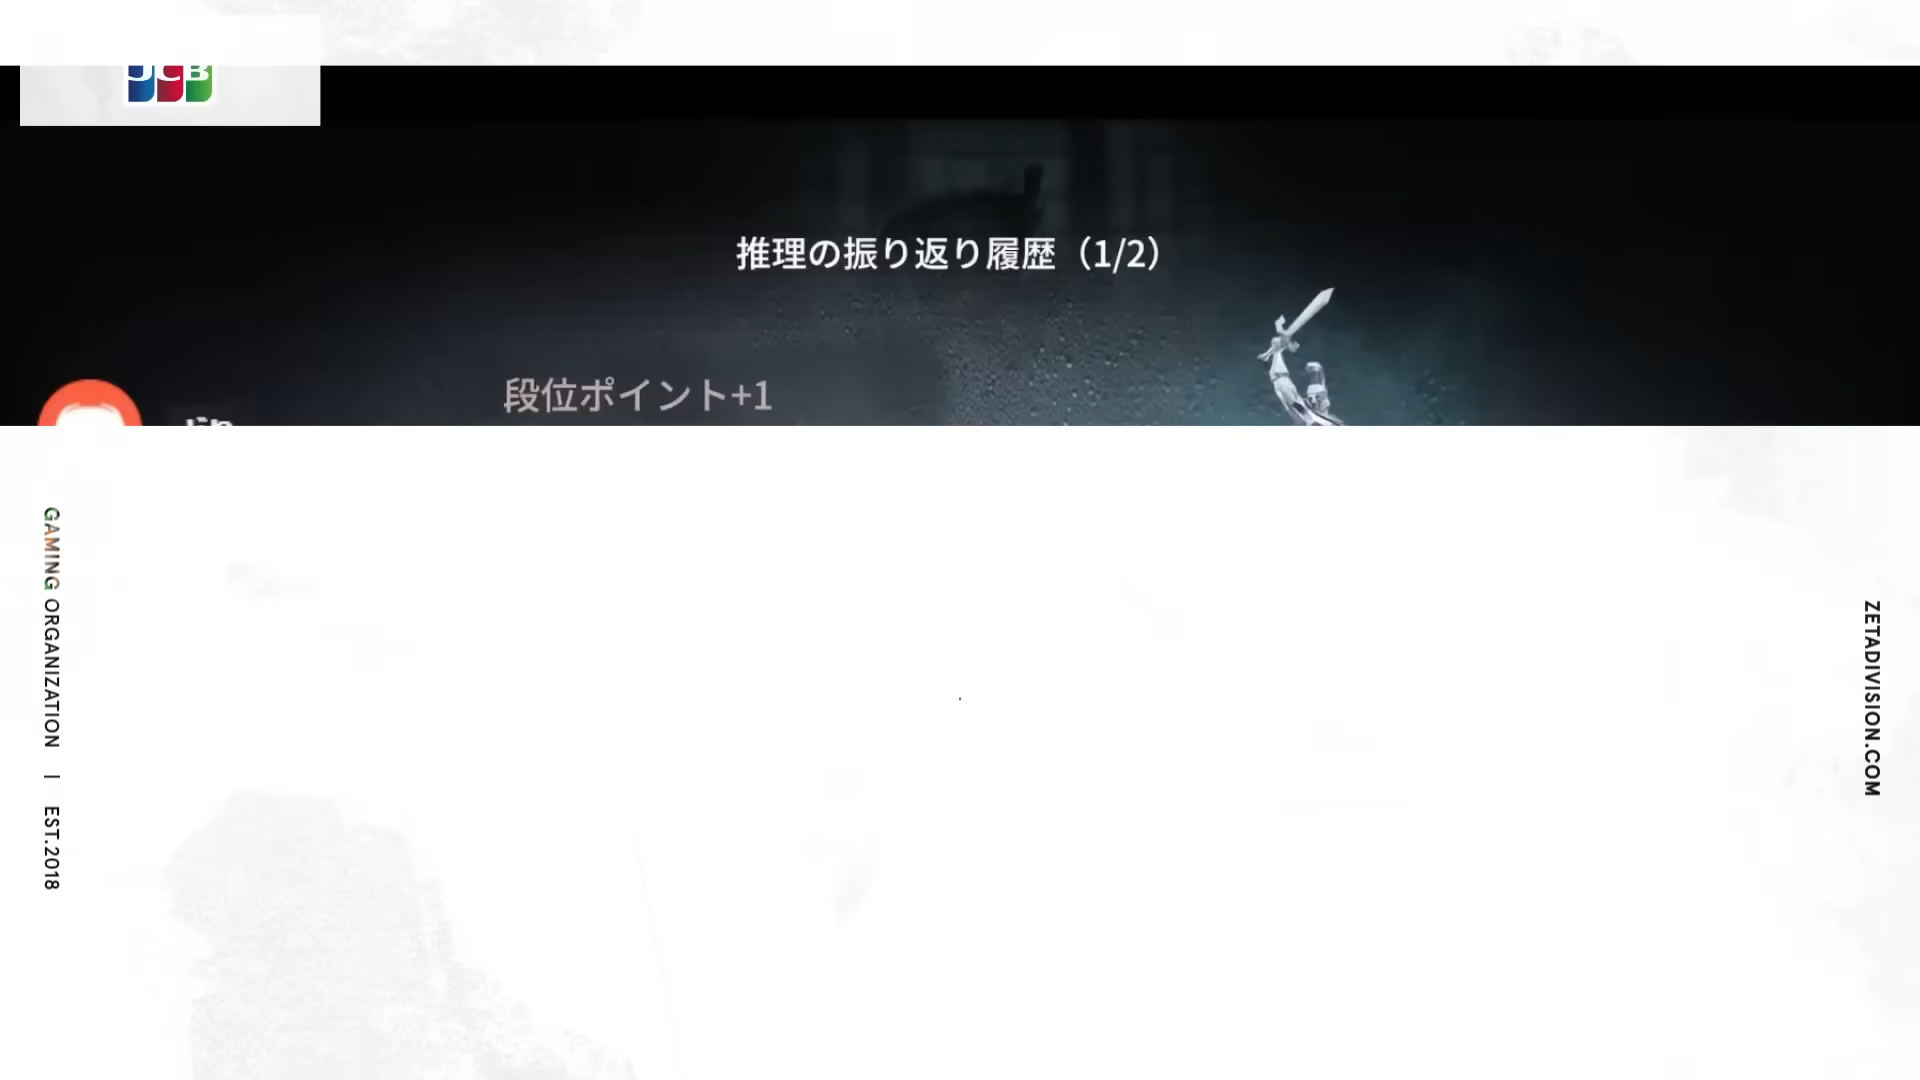 JCB
推理の振り返り履歴（1/2）
段位ポイント+1
GAMING ORGANIZATION | EST.2018
ZETADIVISION.COM